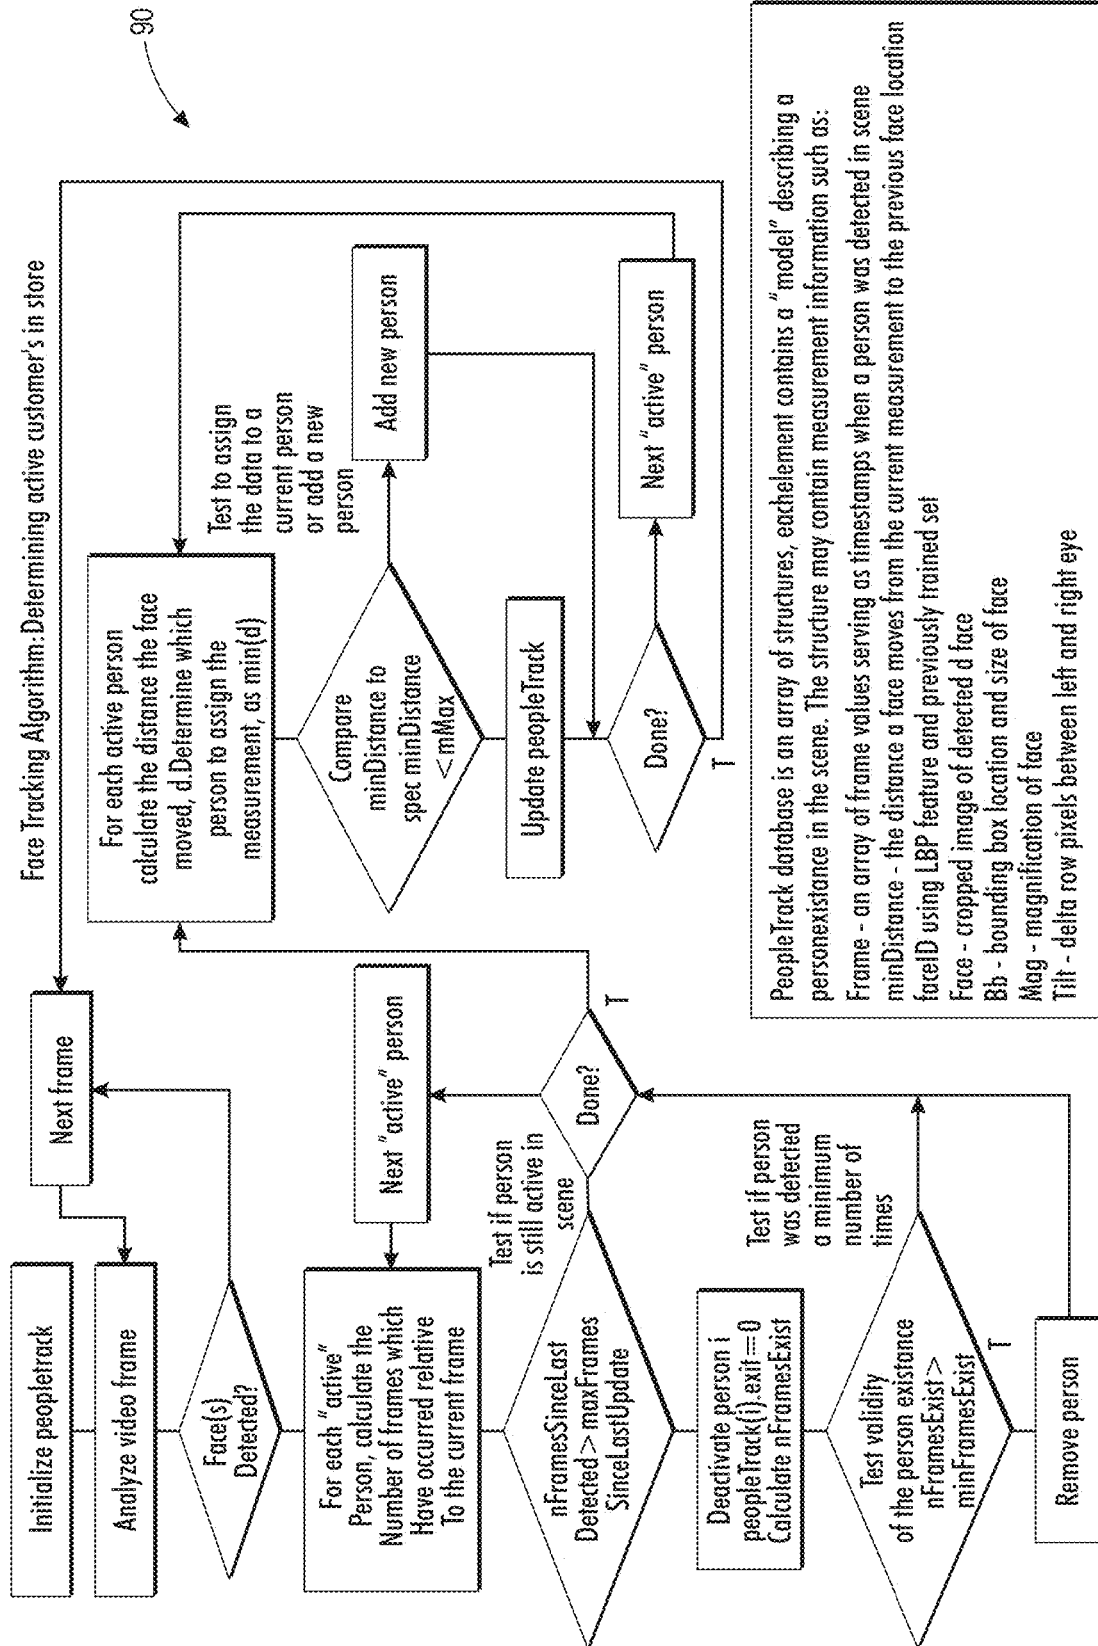 90
Face Tracking Algorithm:Determining active customer's in store
Initialize peopletrack
Analyze video frame
Next frame
Face(s)
Detected?
For each "active"
Person, calculate the
Number of frames which
Have occurred relative
To the current frame
Next "active" person
nFramesSinceLast
Detected > maxFrames
SinceLastUpdate
Test if person
is still active in
scene
Done?
T
Deactivate person i
peopleTrack(i).exit==0
Calculate nFramesExist
Test validity
of the person existance
nFramesExist >
minFramesExist
T
Test if person
was detected
a minimum
number of
times
Remove person
For each active person
calculate the distance the face
moved, d.Determine which
person to assign the
measurement, as min(d)
Compare
minDistance to
spec minDistance
<mMax
Test to assign
the data to a
current person
or add a new
person
Add new person
Update peopleTrack
Done?
T
Next "active" person
PeopleTrack database is an array of structures, eachelement contains a "model" describing a
personexistance in the scene. The structure may contain measurement information such as:
Frame - an array of frame values serving as timestamps when a person was detected in scene
minDistance - the distance a face moves from the current measurement to the previous face location
faceID using LBP feature and previously trained set
Face - cropped image of detected d face
Bb - bounding box location and size of face
Mag - magnification of face
Tilt - delta row pixels between left and right eye